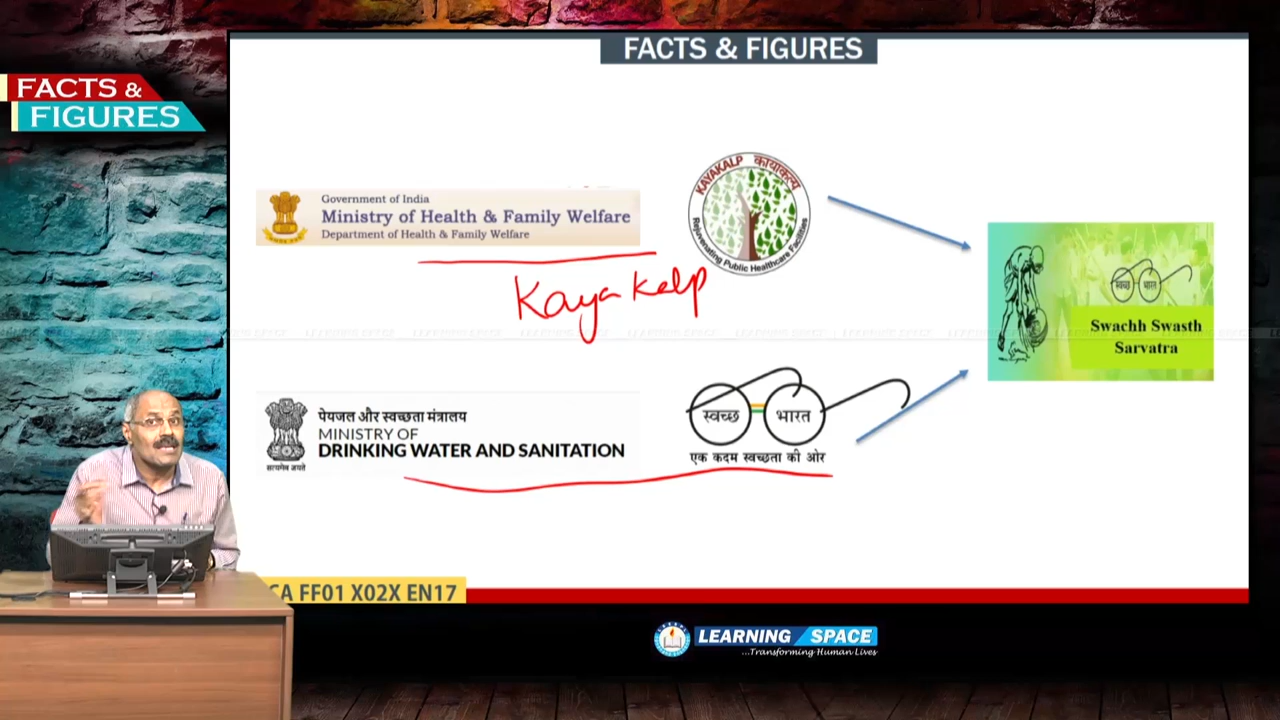 FACTS & FIGURES
FACTS &
FIGURES
Government of India
Ministry of Health & Family Welfare
Department of Health & Family Welfare
KAYAKALP कायाकल्प
Rejuvenating Public Healthcare Facilities
Kaya Kalp
स्वच्छ भारत
Swachh Swasth
Sarvatra
पेयजल और स्वच्छता मंत्रालय
MINISTRY OF
DRINKING WATER AND SANITATION
सत्यमेव जयते
स्वच्छ भारत
एक कदम स्वच्छता की ओर
CA FF01 X02X EN17
LEARNING SPACE
...Transforming Human Lives